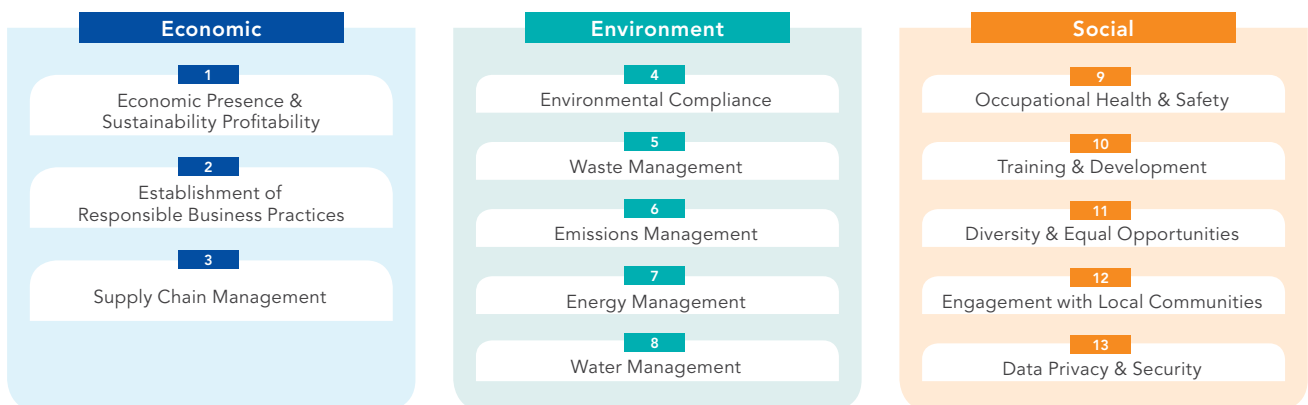 Economic
1
Economic Presence &
Sustainability Profitability
2
Establishment of
Responsible Business Practices
3
Supply Chain Management
Environment
4
Environmental Compliance
5
Waste Management
6
Emissions Management
7
Energy Management
8
Water Management
Social
9
Occupational Health & Safety
10
Training & Development
11
Diversity & Equal Opportunities
12
Engagement with Local Communities
13
Data Privacy & Security